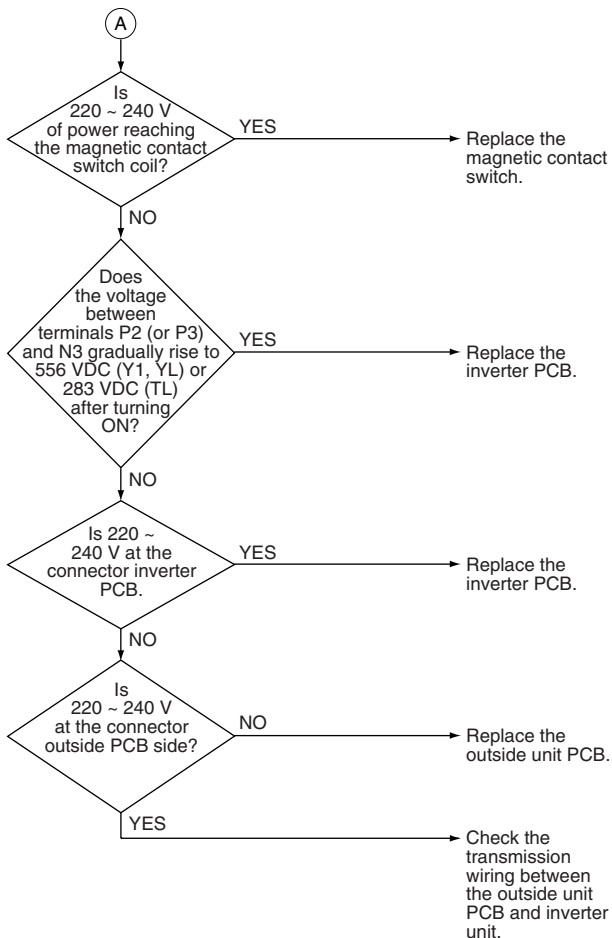 A
Is
220 ~ 240 V
of power reaching
the magnetic contact
switch coil?
YES
Replace the
magnetic contact
switch.
NO
Does
the voltage
between
terminals P2 (or P3)
and N3 gradually rise to
556 VDC (Y1, YL) or
283 VDC (TL)
after turning
ON?
YES
Replace the
inverter PCB.
NO
Is 220 ~
240 V at the
connector inverter
PCB.
YES
Replace the
inverter PCB.
NO
Is
220 ~ 240 V
at the connector
outside PCB side?
NO
Replace the
outside unit PCB.
YES
Check the
transmission
wiring between
the outside unit
PCB and inverter
unit.